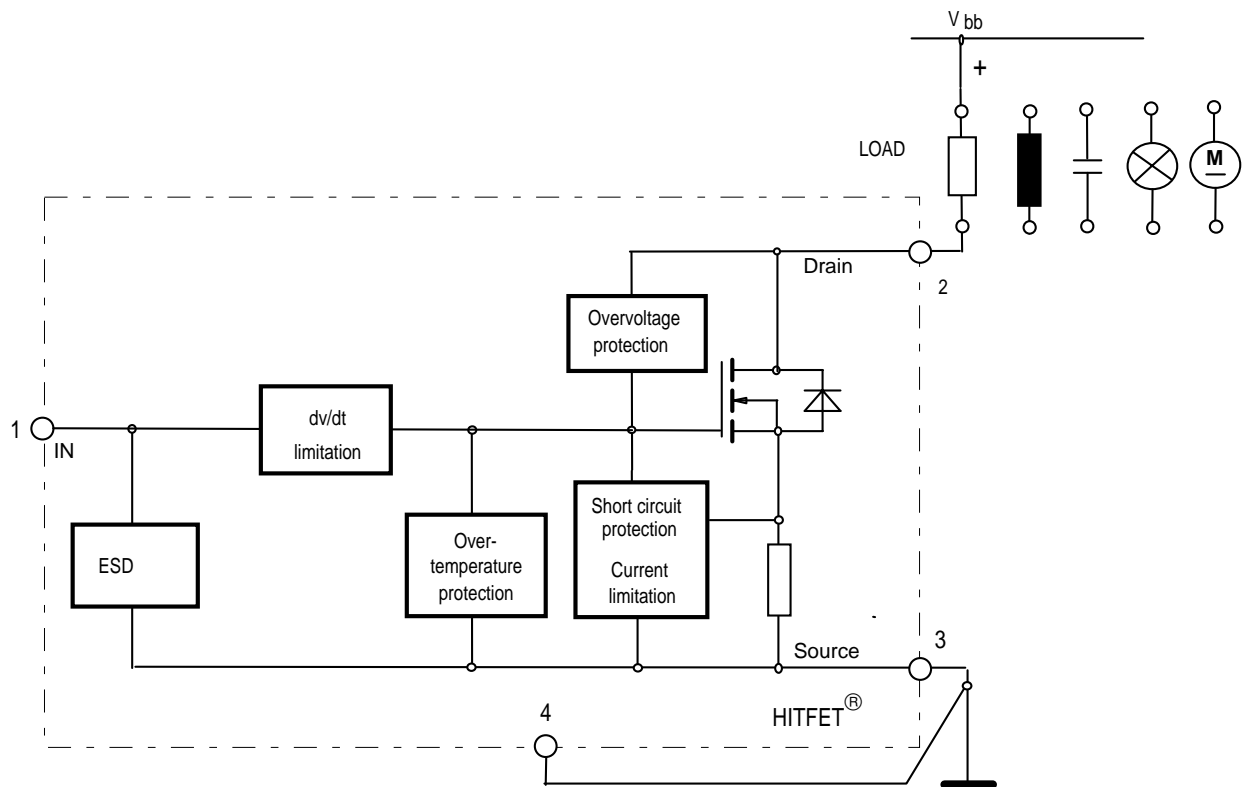 V bb
+
LOAD
M
Drain
2
Overvoltage
protection
1
IN
dv/dt
limitation
Short circuit
protection
Current
limitation
Over-
temperature
protection
ESD
Source
3
HITFET®
4